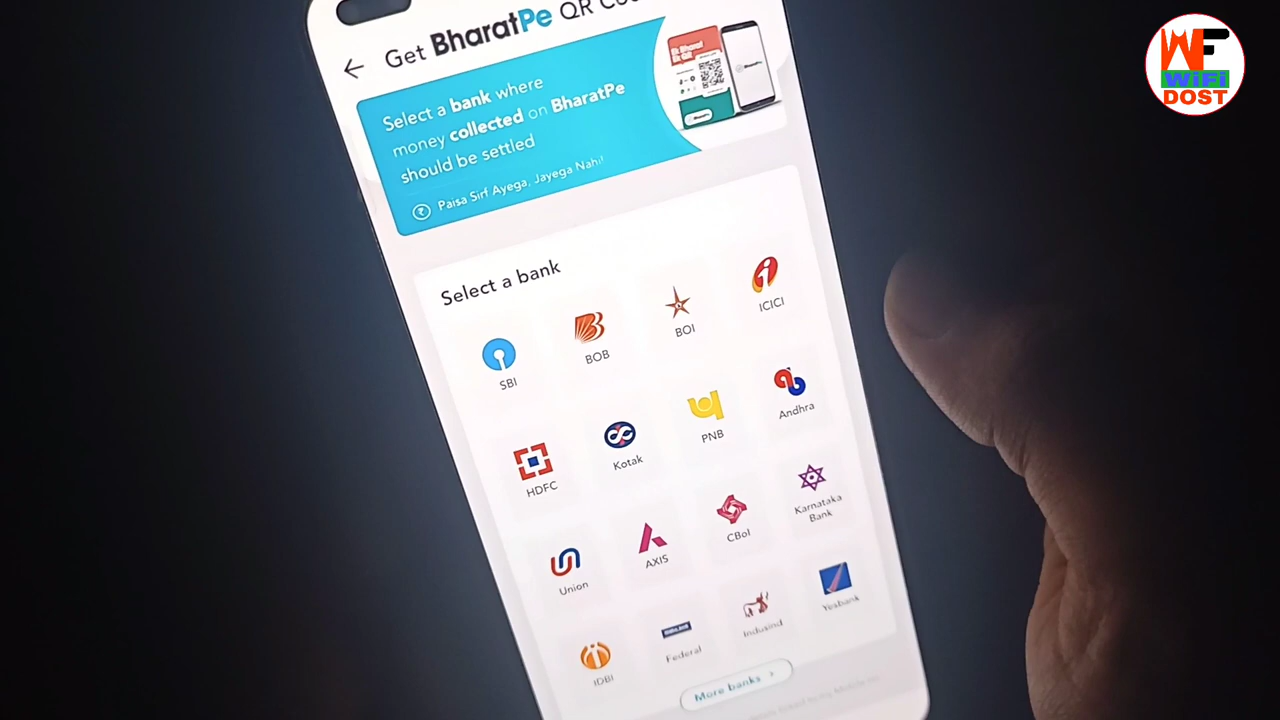 Get BharatPe QR
Select a bank where
money collected on BharatPe
should be settled
Paisa Sirf Ayega, Jayega Nahi!
WF
WiFi
DOST
Select a bank
SBI
BOB
BOI
ICICI
HDFC
Kotak
PNB
Andhra
Union
AXIS
CBoI
Karnataka
Bank
IDBI
Federal
Indusind
Yesbank
More banks >